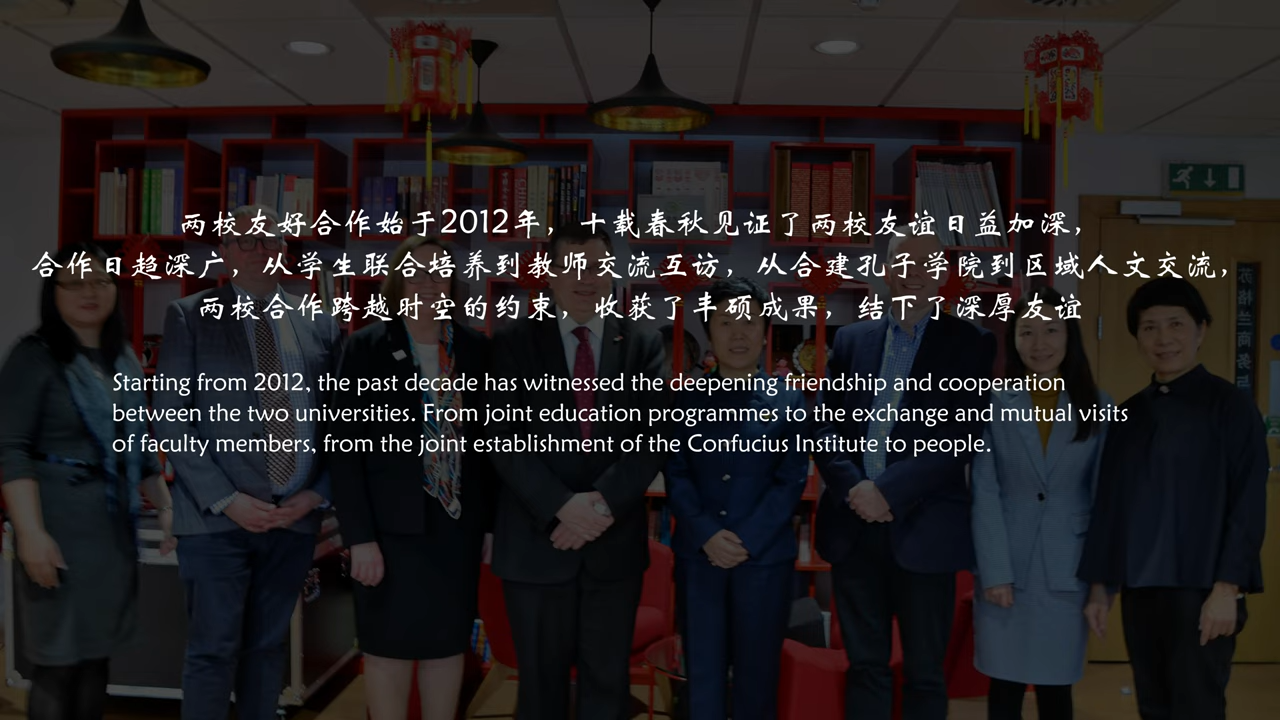 两校友好合作始于2012年，十载春秋见证了两校友谊日益加深，
合作日趋深广，从学生联合培养到教师交流互访，从合建孔子学院到区域人文交流，
两校合作跨越时空的约束，收获了丰硕成果，结下了深厚友谊
Starting from 2012, the past decade has witnessed the deepening friendship and cooperation
between the two universities. From joint education programmes to the exchange and mutual visits
of faculty members, from the joint establishment of the Confucius Institute to people.
苏格兰商务与